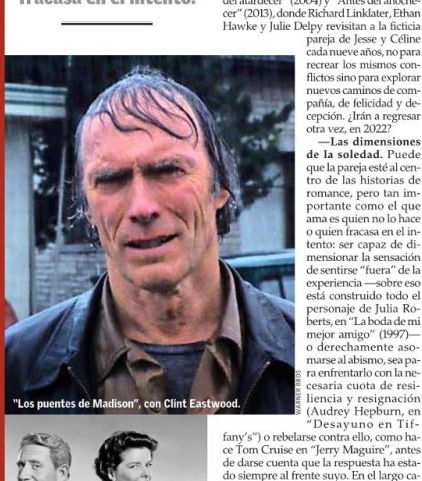 fracasa en el intento.
del atardecer" (2004) y "Antes del anoche-
cer" (2013), donde Richard Linklater, Ethan
Hawke y Julie Delpy revisitan a la ficticia
pareja de Jesse y Céline
cada nueve años, no para
recrear los mismos con-
flictos sino para explorar
nuevos caminos de com-
pañía, de felicidad y de-
cepción. ¿Irán a regresar
otra vez, en 2022?
—Las dimensiones
de la soledad. Puede
que la pareja esté al cen-
tro de las historias de
romance, pero tan im-
portante como el que
ama es quien no lo hace
o quien fracasa en el in-
tento: ser capaz de di-
mensionar la sensación
de sentirse "fuera" de la
experiencia —sobre eso
está construido todo el
personaje de Julia Ro-
berts, en "La boda de mi
mejor amigo" (1997)—
o derechamente aso-
marse al abismo, sea pa-
ra enfrentarlo con la ne-
cesaria cuota de resi-
liencia y resignación
(Audrey Hepburn, en
"Desayuno en Tif-
fany's") o rebelarse contra ello, como ha-
ce Tom Cruise en "Jerry Maguire", antes
de darse cuenta que la respuesta ha esta-
do siempre al frente suyo. En el largo ca-
"Los puentes de Madison", con Clint Eastwood.
WARNER BROS